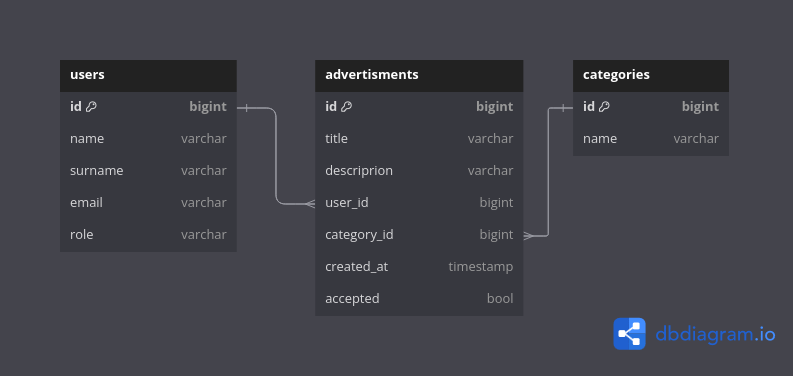 users
id bigint
name varchar
surname varchar
email varchar
role varchar
advertisments
id bigint
title varchar
descriprion varchar
user_id bigint
category_id bigint
created_at timestamp
accepted bool
categories
id bigint
name varchar
dbdiagram.io